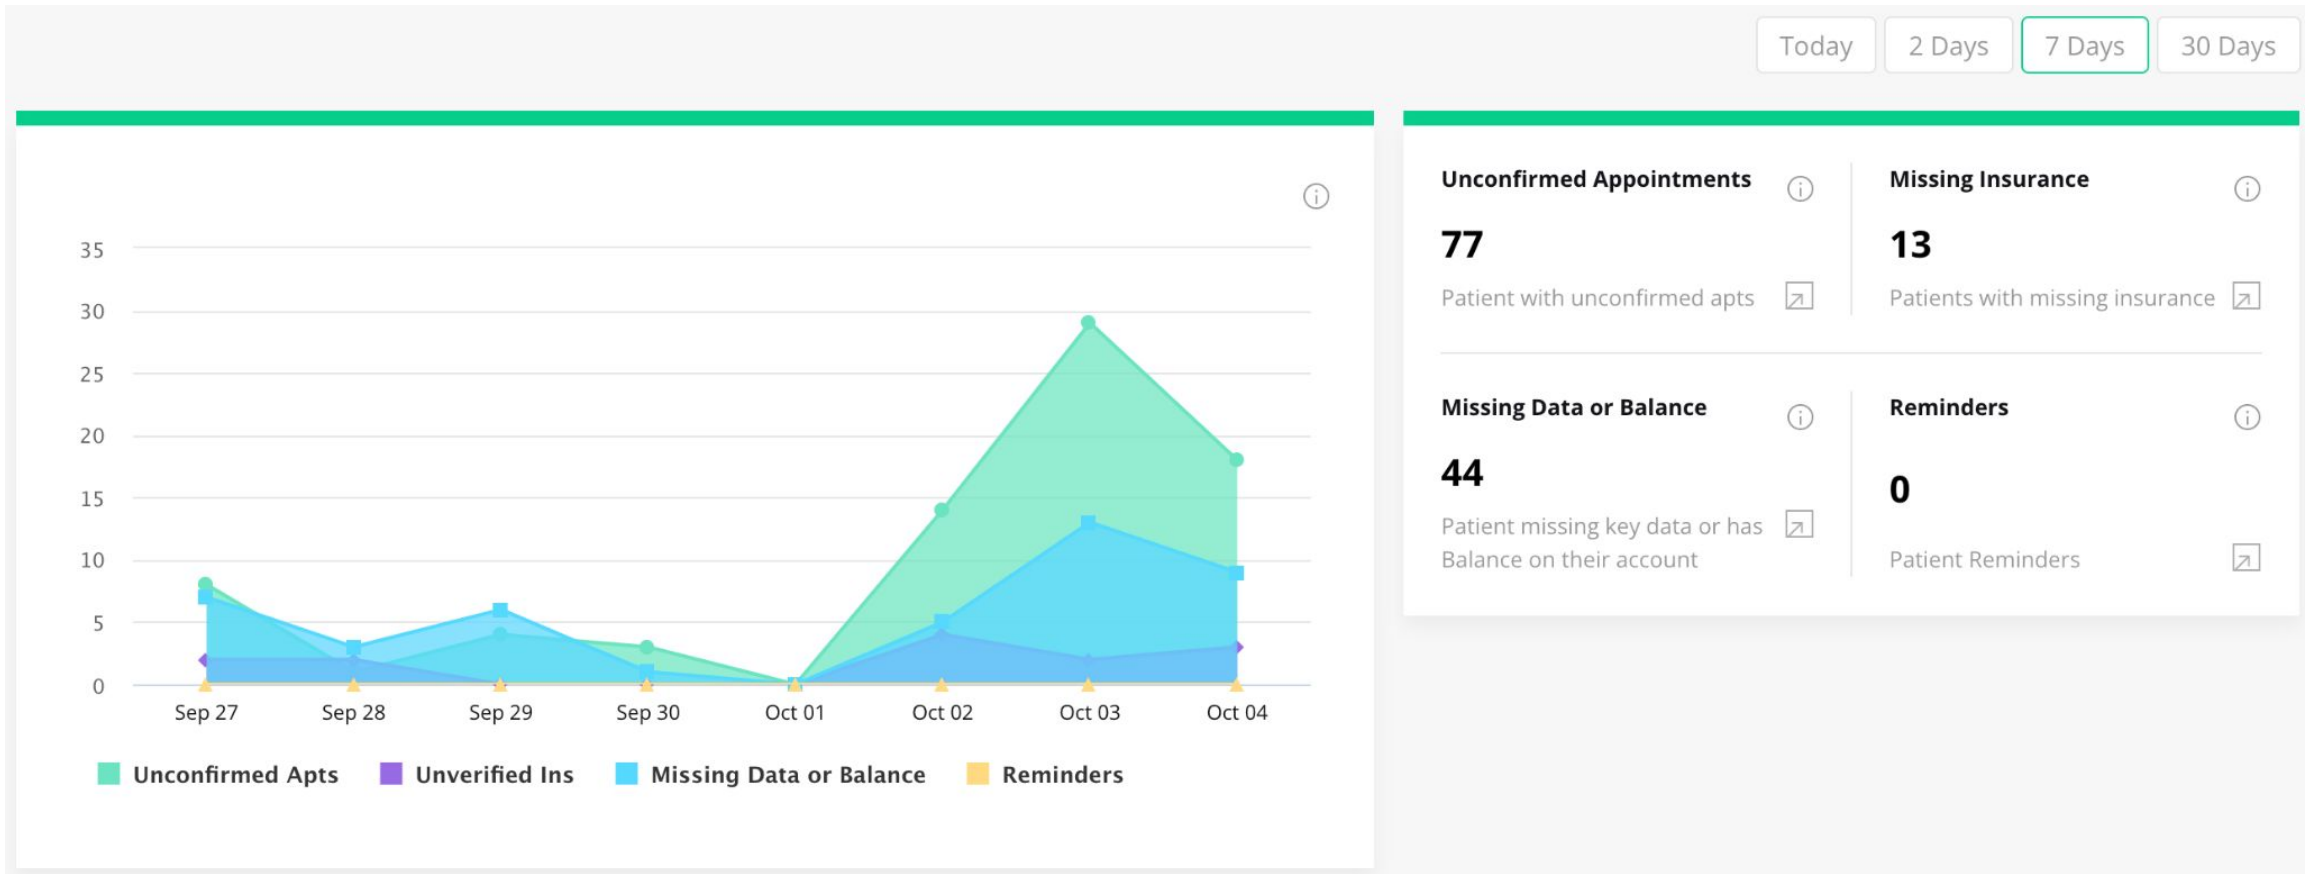 Today 2 Days 7 Days 30 Days
35
30
25
20
15
10
5
0
Sep 27 Sep 28 Sep 29 Sep 30 Oct 01 Oct 02 Oct 03 Oct 04
Unconfirmed Apts Unverified Ins Missing Data or Balance Reminders
Unconfirmed Appointments
77
Patient with unconfirmed apts
Missing Insurance
13
Patients with missing insurance
Missing Data or Balance
44
Patient missing key data or has
Balance on their account
Reminders
0
Patient Reminders